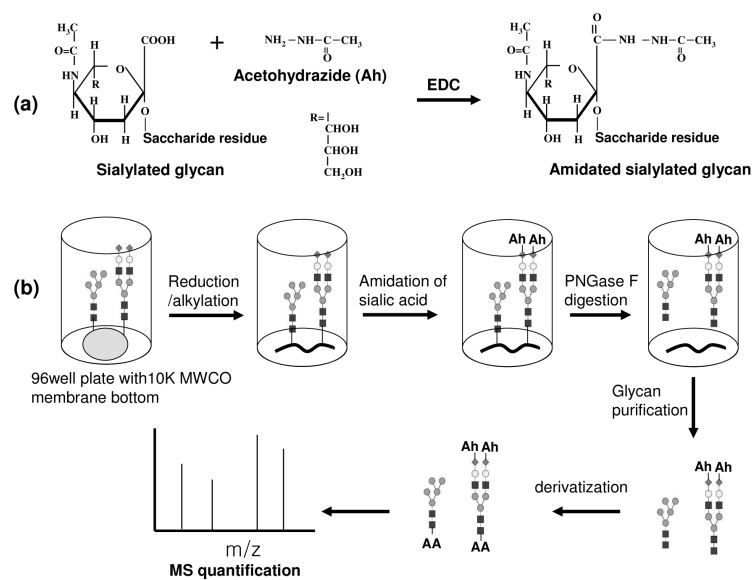 (a)
H₃C
C
O=C
HN
H
H
R
H
H
OH
H
O
COOH
O
Saccharide residue
Sialylated glycan
+
NH₂ – NH – C – CH₃
O
Acetohydrazide (Ah)
R=
CHOH
CHOH
CH₂OH
EDC
H₃C
O=C
HN
H
H
R
H
H
OH
H
O
O
C – NH – NH – C – CH₃
O
O
Saccharide residue
Amidated sialylated glycan
(b)
96well plate with10K MWCO
membrane bottom
Reduction
/alkylation
Amidation of
sialic acid
Ah Ah
PNGase F
digestion
Ah Ah
Glycan
purification
Ah Ah
derivatization
Ah Ah
AA
AA
m/z
MS quantification